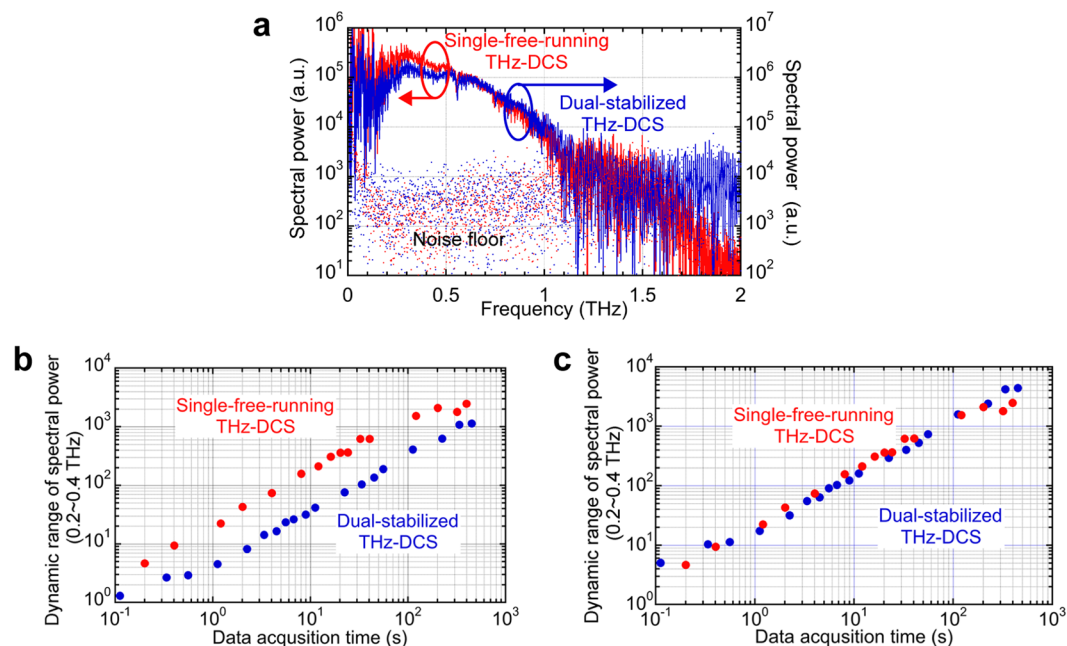 a
10⁶
10⁵
10⁴
10³
10²
10¹
Spectral power (a.u.)
10⁷
10⁶
10⁵
10⁴
10³
10²
Spectral power (a.u.)
Single-free-running
THz-DCS
Dual-stabilized
THz-DCS
Noise floor
0
0.5
1
1.5
2
Frequency (THz)
b
Dynamic range of spectral power
(0.2~0.4 THz)
10⁴
10³
10²
10¹
10⁰
Single-free-running
THz-DCS
Dual-stabilized
THz-DCS
10⁻¹
10⁰
10¹
10²
10³
Data acqusition time (s)
c
Dynamic range of spectral power
(0.2~0.4 THz)
10⁴
10³
10²
10¹
10⁰
Single-free-running
THz-DCS
Dual-stabilized
THz-DCS
10⁻¹
10⁰
10¹
10²
10³
Data acqusition time (s)